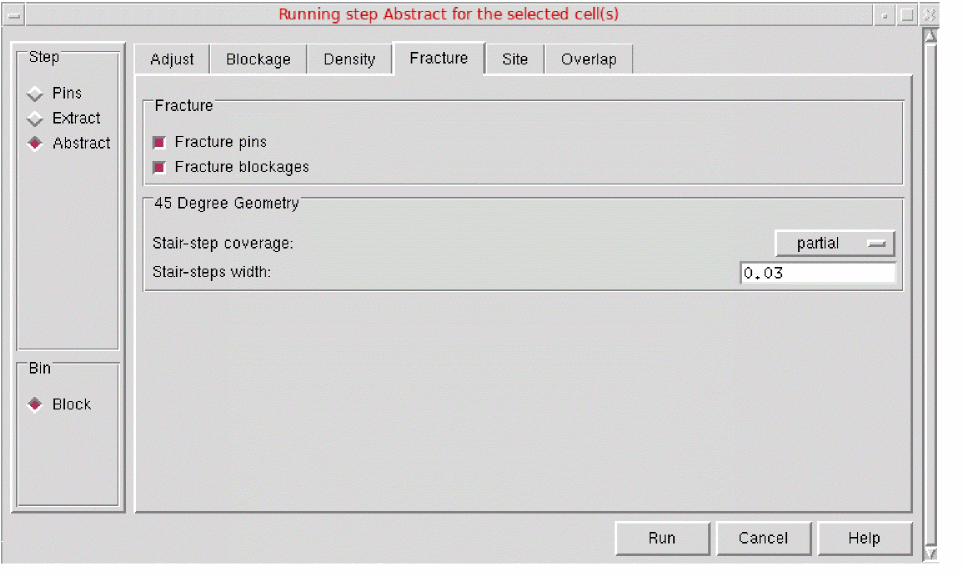 Running step Abstract for the selected cell(s)
Step
Pins
Extract
Abstract
Bin
Block
Adjust Blockage Density Fracture Site Overlap
Fracture
Fracture pins
Fracture blockages
45 Degree Geometry
Stair-step coverage: partial
Stair-steps width: 0.03
Run Cancel Help